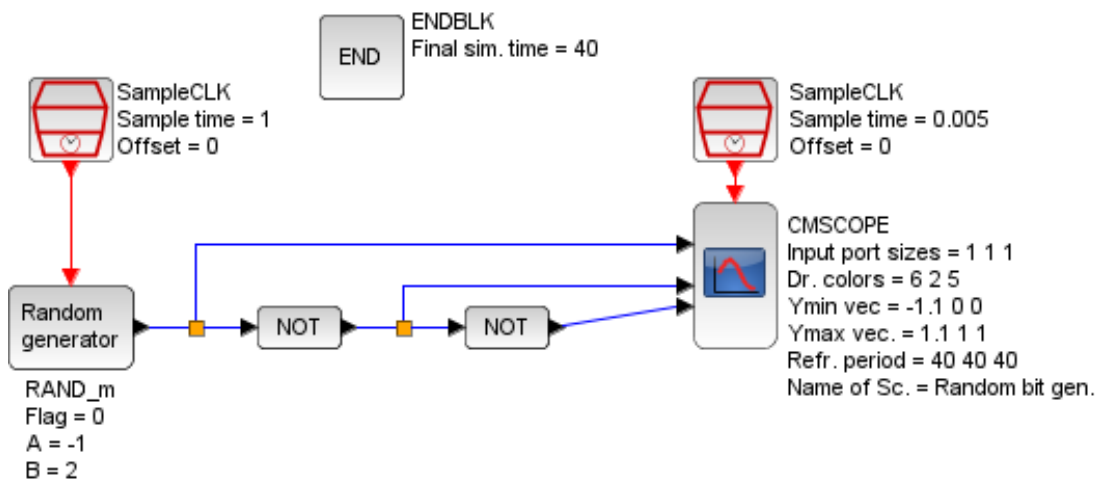 ENDBLK
Final sim. time = 40
END
SampleCLK
Sample time = 1
Offset = 0
SampleCLK
Sample time = 0.005
Offset = 0
CMSCOPE
Input port sizes = 1 1 1
Dr. colors = 6 2 5
Ymin vec = -1.1 0 0
Ymax vec. = 1.1 1 1
Refr. period = 40 40 40
Name of Sc. = Random bit gen.
Random
generator
NOT
NOT
RAND_m
Flag = 0
A = -1
B = 2